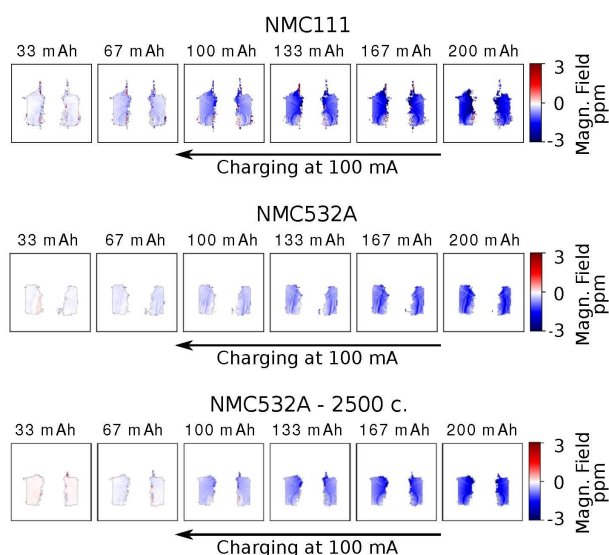 NMC111
33 mAh 67 mAh 100 mAh 133 mAh 167 mAh 200 mAh
3
0
-3
Magn. Field
ppm
Charging at 100 mA
NMC532A
33 mAh 67 mAh 100 mAh 133 mAh 167 mAh 200 mAh
3
0
-3
Magn. Field
ppm
Charging at 100 mA
NMC532A - 2500 c.
33 mAh 67 mAh 100 mAh 133 mAh 167 mAh 200 mAh
3
0
-3
Magn. Field
ppm
Charging at 100 mA